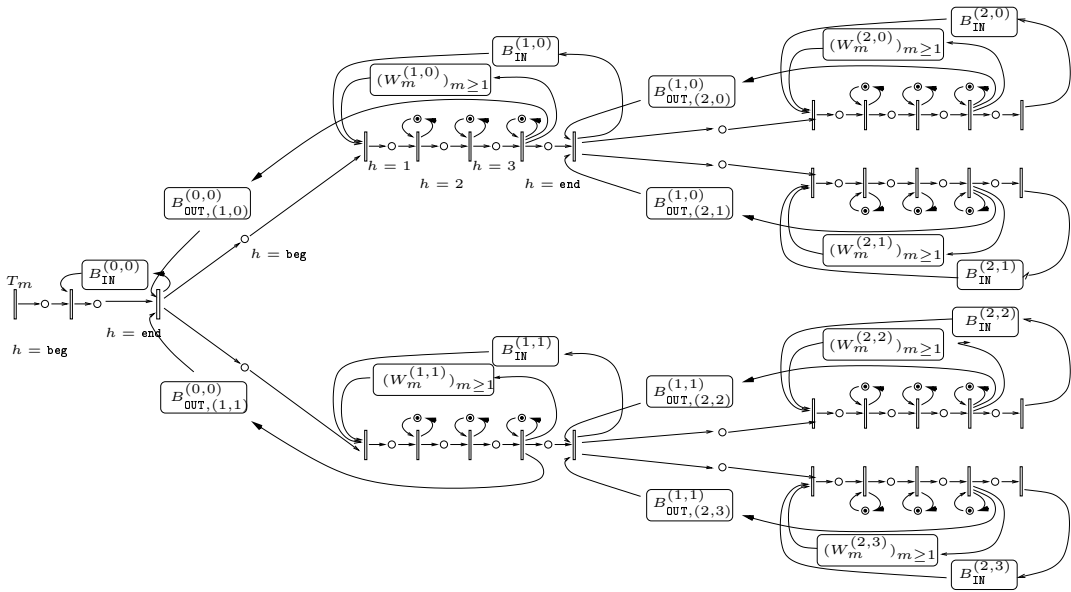 T_m
h = beg
B_IN^(0,0)
h = end
B_OUT,(1,0)^(0,0)
B_OUT,(1,1)^(0,0)
h = beg
B_IN^(1,0)
(W_m^(1,0))_m≥1
h = 1
h = 2
h = 3
h = end
B_OUT,(2,0)^(1,0)
B_OUT,(2,1)^(1,0)
B_IN^(1,1)
(W_m^(1,1))_m≥1
B_OUT,(2,2)^(1,1)
B_OUT,(2,3)^(1,1)
B_IN^(2,0)
(W_m^(2,0))_m≥1
(W_m^(2,1))_m≥1
B_IN^(2,1)
B_IN^(2,2)
(W_m^(2,2))_m≥1
(W_m^(2,3))_m≥1
B_IN^(2,3)